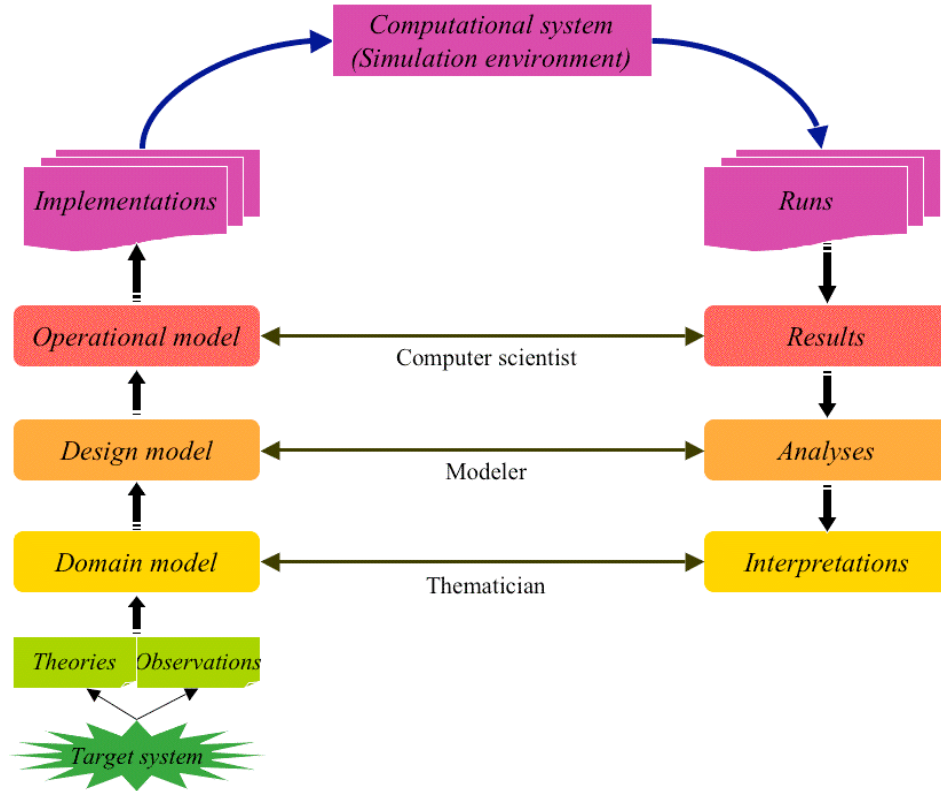 Computational system
(Simulation environment)
Implementations
Runs
Operational model
Computer scientist
Results
Design model
Modeler
Analyses
Domain model
Thematician
Interpretations
Theories
Observations
Target system